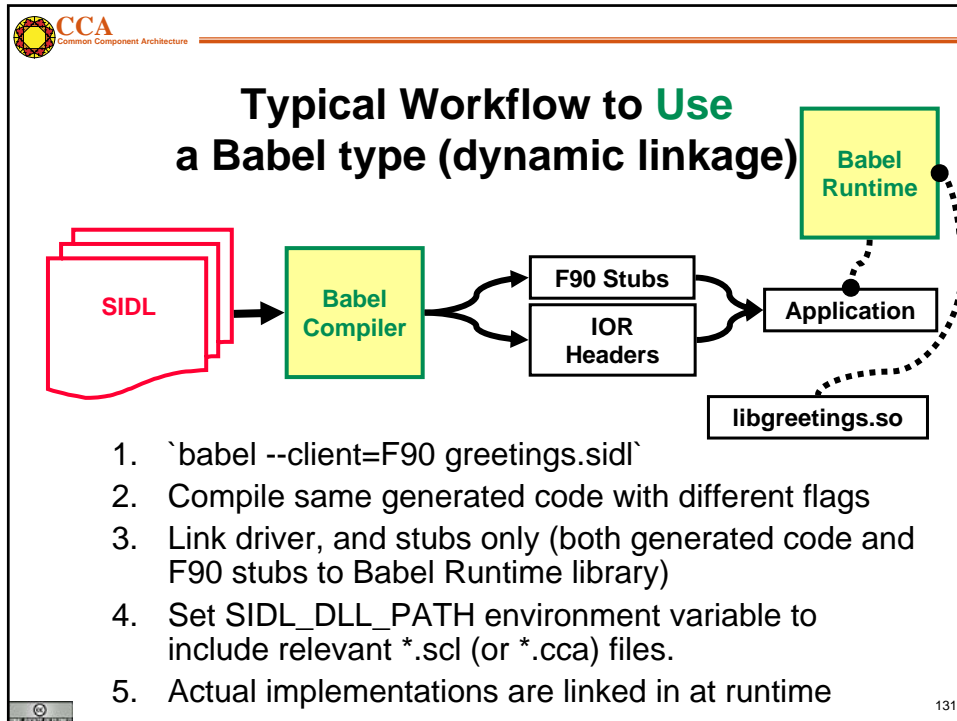 CCA
Common Component Architecture
Typical Workflow to Use
a Babel type (dynamic linkage)
Babel
Runtime
SIDL
Babel
Compiler
F90 Stubs
IOR
Headers
Application
libgreetings.so
1. `babel --client=F90 greetings.sidl`
2. Compile same generated code with different flags
3. Link driver, and stubs only (both generated code and
F90 stubs to Babel Runtime library)
4. Set SIDL_DLL_PATH environment variable to
include relevant *.scl (or *.cca) files.
5. Actual implementations are linked in at runtime
131